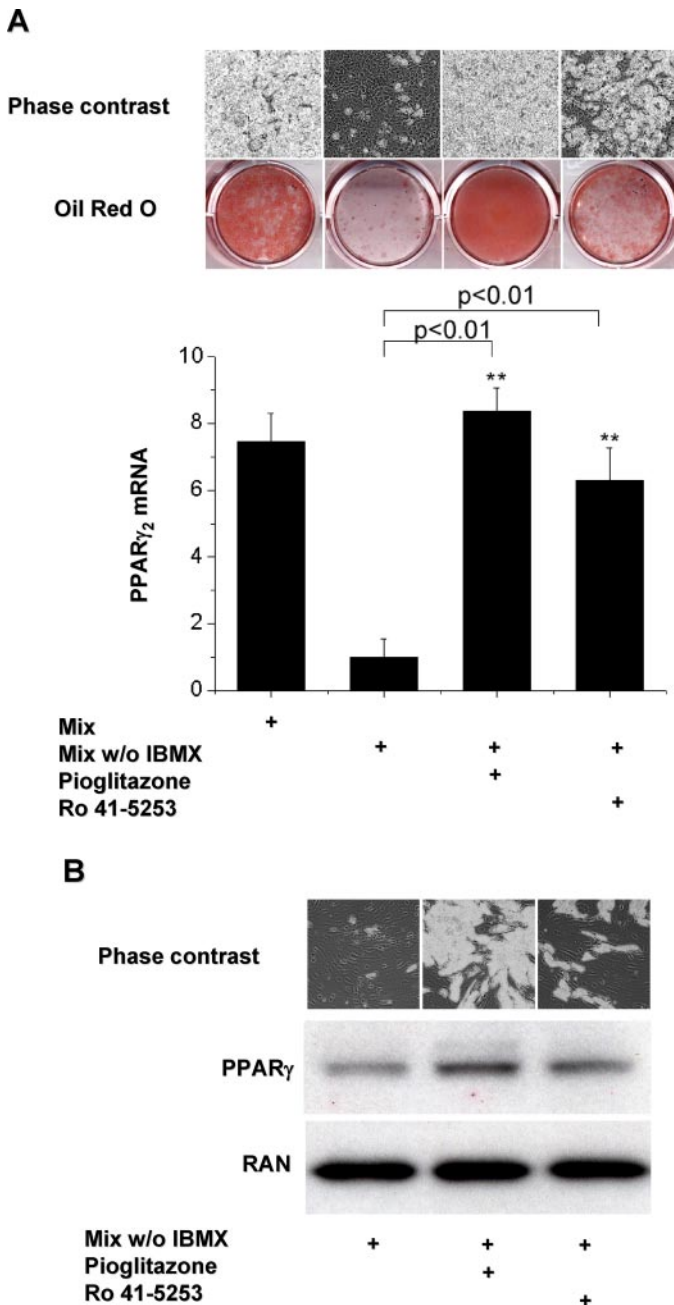 A
Phase contrast
Oil Red O
p<0.01
p<0.01
10
8
6
4
2
0
PPARγ₂ mRNA
**
**
Mix +
Mix w/o IBMX + + +
Pioglitazone +
Ro 41-5253 +
B
Phase contrast
PPARγ
RAN
Mix w/o IBMX + + +
Pioglitazone +
Ro 41-5253 +